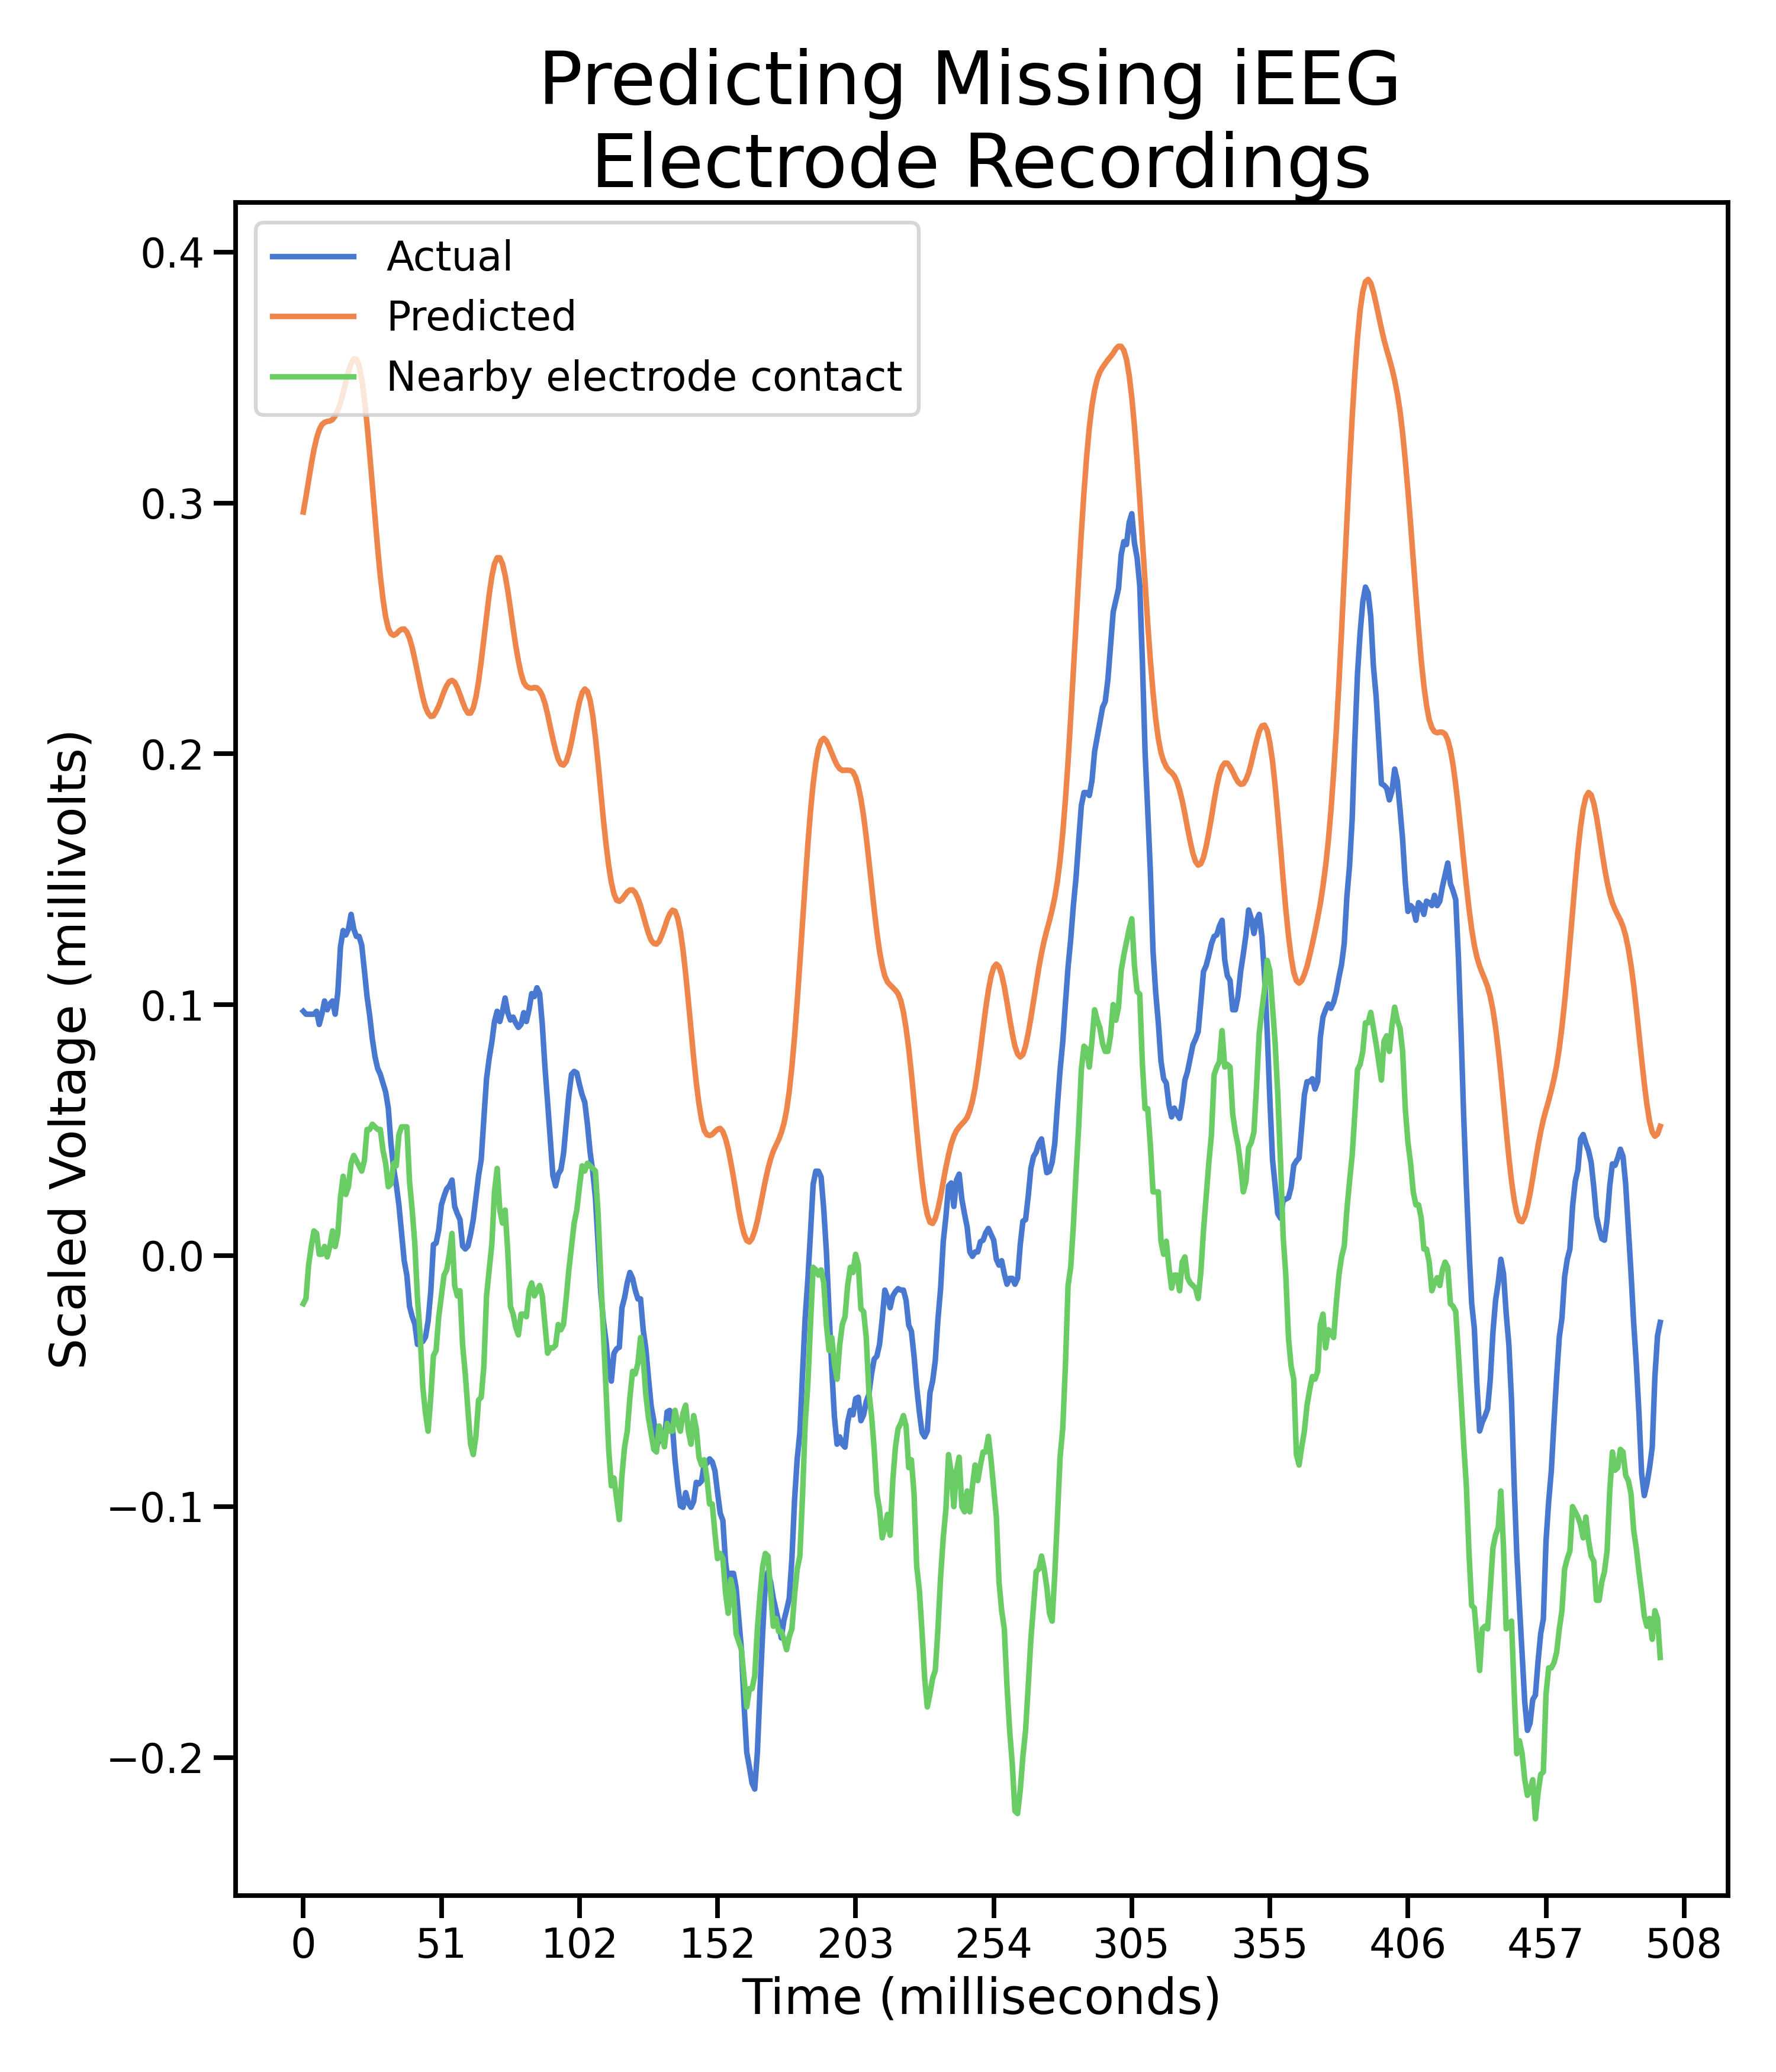 Predicting Missing iEEG
Electrode Recordings
Actual
Predicted
Nearby electrode contact
Scaled Voltage (millivolts)
0.4
0.3
0.2
0.1
0.0
−0.1
−0.2
0 51 102 152 203 254 305 355 406 457 508
Time (milliseconds)